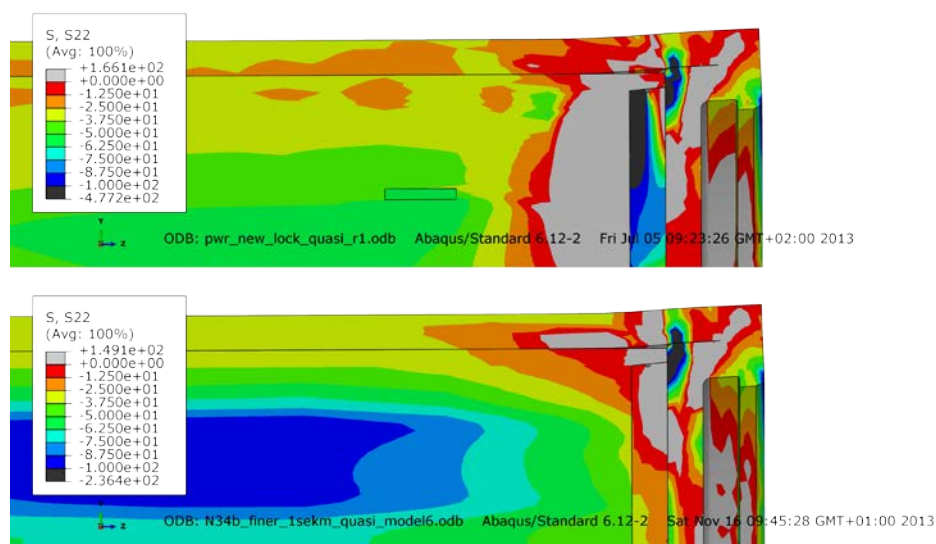 S, S22
(Avg: 100%)
+1.661e+02
+0.000e+00
-1.250e+01
-2.500e+01
-3.750e+01
-5.000e+01
-6.250e+01
-7.500e+01
-8.750e+01
-1.000e+02
-4.772e+02
Y
Z
ODB: pwr_new_lock_quasi_r1.odb Abaqus/Standard 6.12-2 Fri Jul 05 09:23:26 GMT+02:00 2013
S, S22
(Avg: 100%)
+1.491e+02
+0.000e+00
-1.250e+01
-2.500e+01
-3.750e+01
-5.000e+01
-6.250e+01
-7.500e+01
-8.750e+01
-1.000e+02
-2.364e+02
Z
ODB: N34b_finer_1sekm_quasi_model6.odb Abaqus/Standard 6.12-2 Sat Nov 16 09:45:28 GMT+01:00 2013